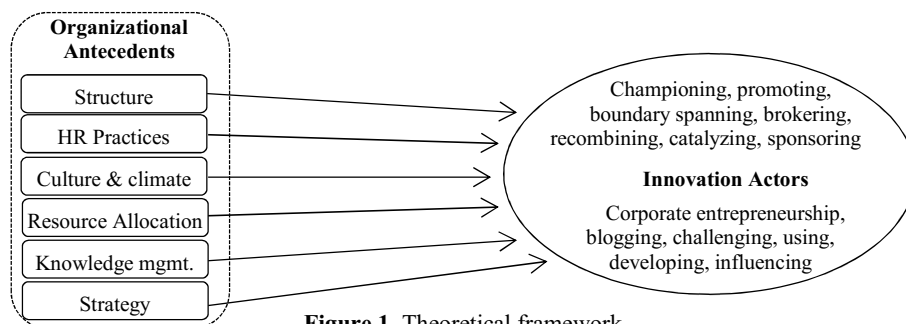 Organizational
Antecedents
Structure
HR Practices
Culture & climate
Resource Allocation
Knowledge mgmt.
Strategy
Championing, promoting,
boundary spanning, brokering,
recombining, catalyzing, sponsoring
Innovation Actors
Corporate entrepreneurship,
blogging, challenging, using,
developing, influencing
Figure 1. Theoretical framework